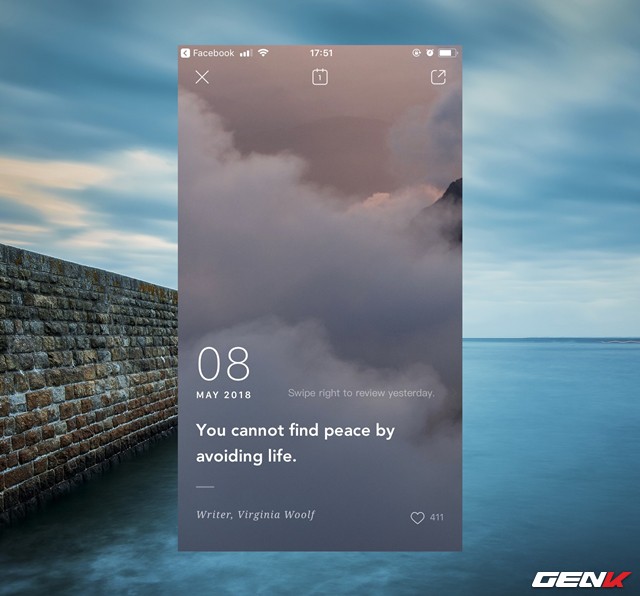 Facebook 17:51
1
08
MAY 2018
Swipe right to review yesterday.
You cannot find peace by
avoiding life.
Writer, Virginia Woolf
411
GENK